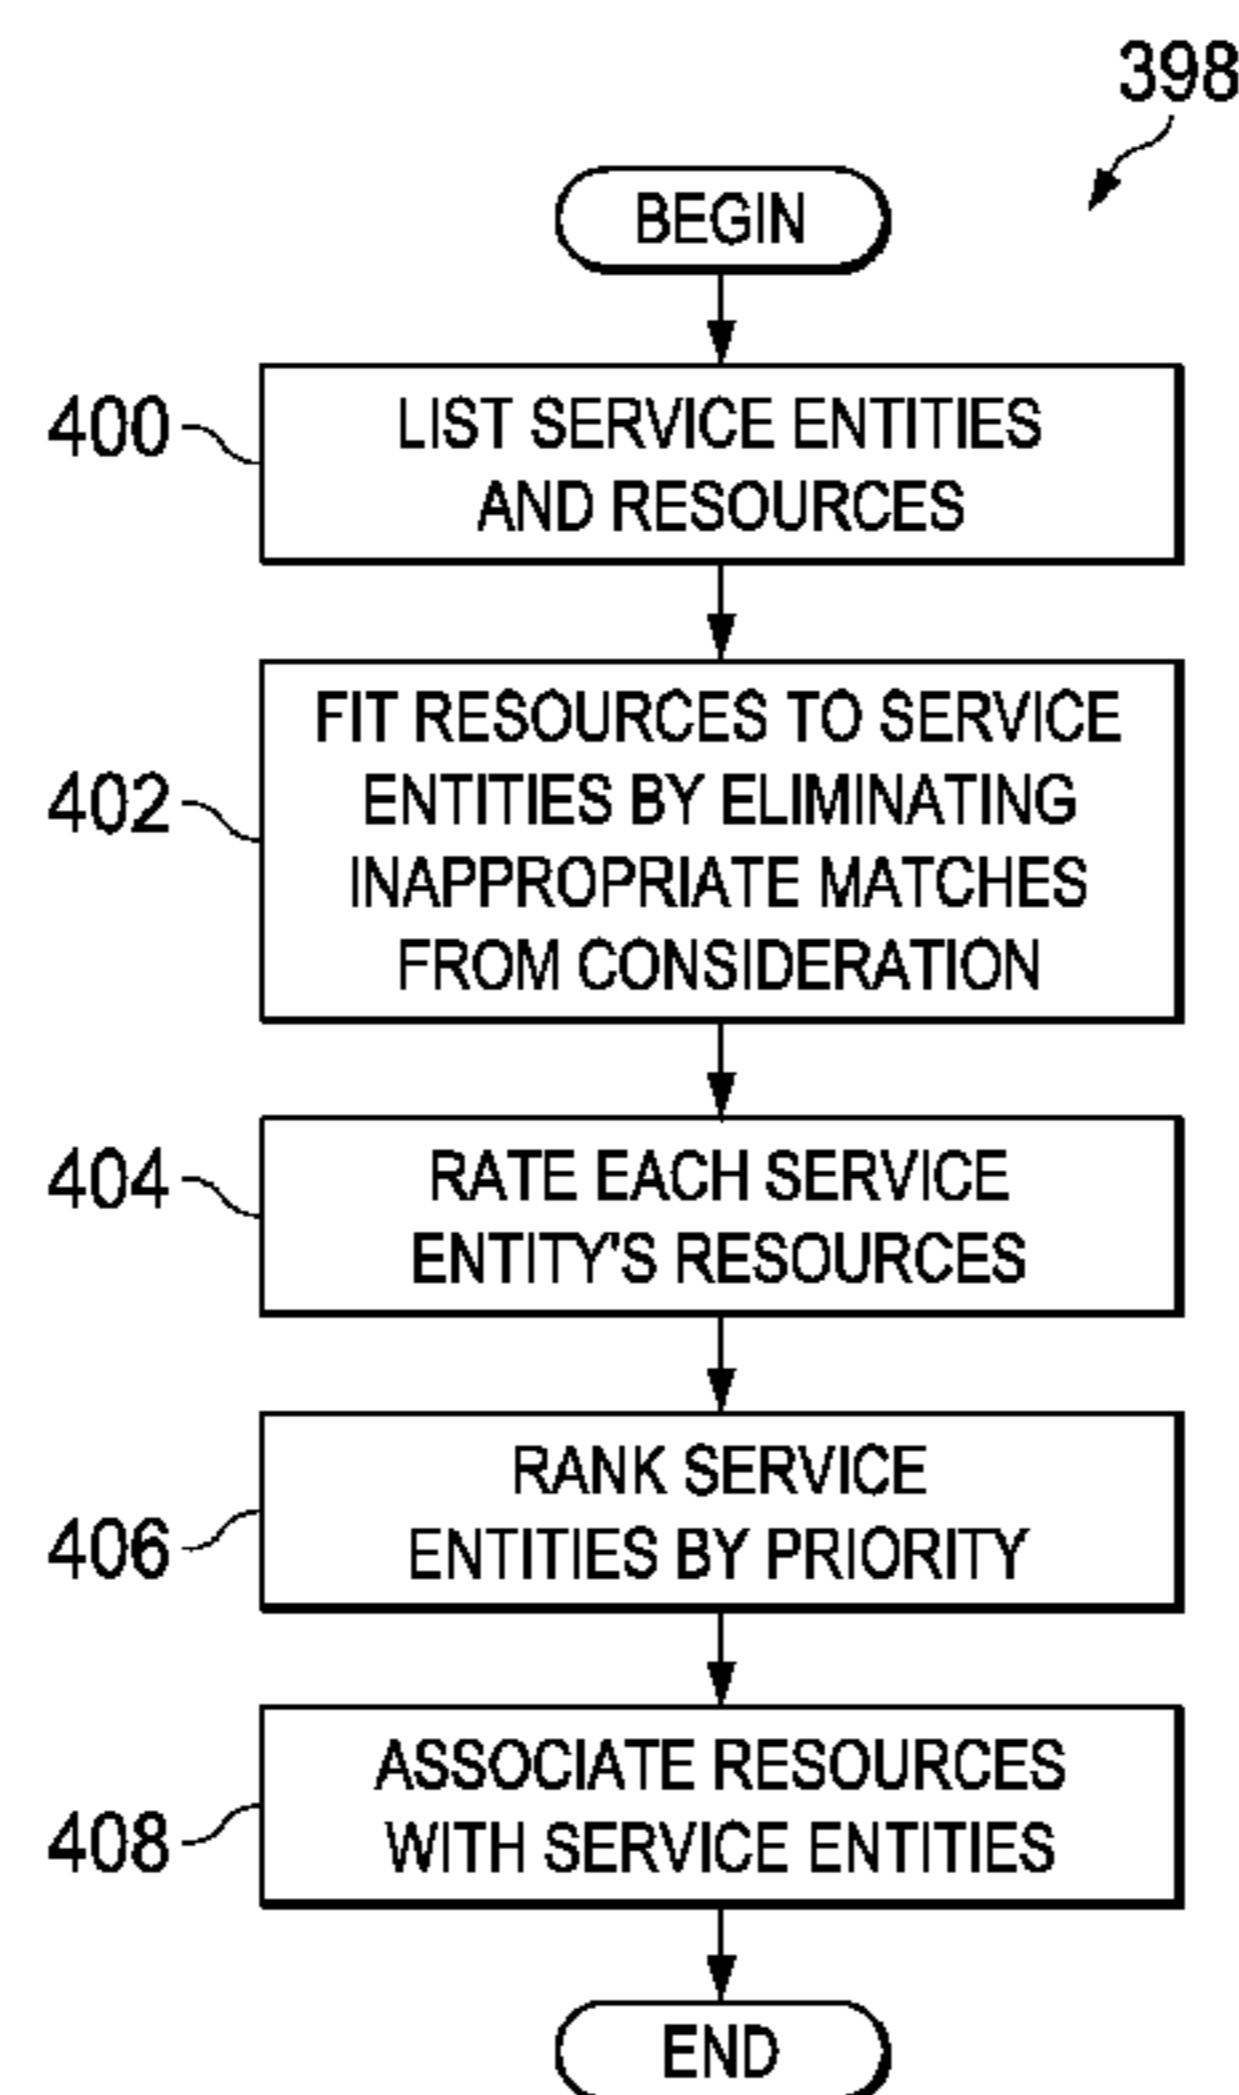 398
BEGIN
400
LIST SERVICE ENTITIES
AND RESOURCES
402
FIT RESOURCES TO SERVICE
ENTITIES BY ELIMINATING
INAPPROPRIATE MATCHES
FROM CONSIDERATION
404
RATE EACH SERVICE
ENTITY'S RESOURCES
406
RANK SERVICE
ENTITIES BY PRIORITY
408
ASSOCIATE RESOURCES
WITH SERVICE ENTITIES
END